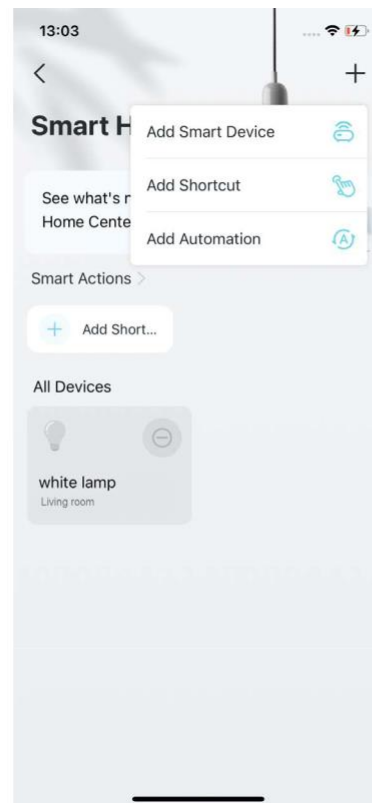 13:03
Smart H
Add Smart Device
Add Shortcut
Add Automation
See what's r
Home Cente
Smart Actions >
+ Add Short...
All Devices
white lamp
Living room